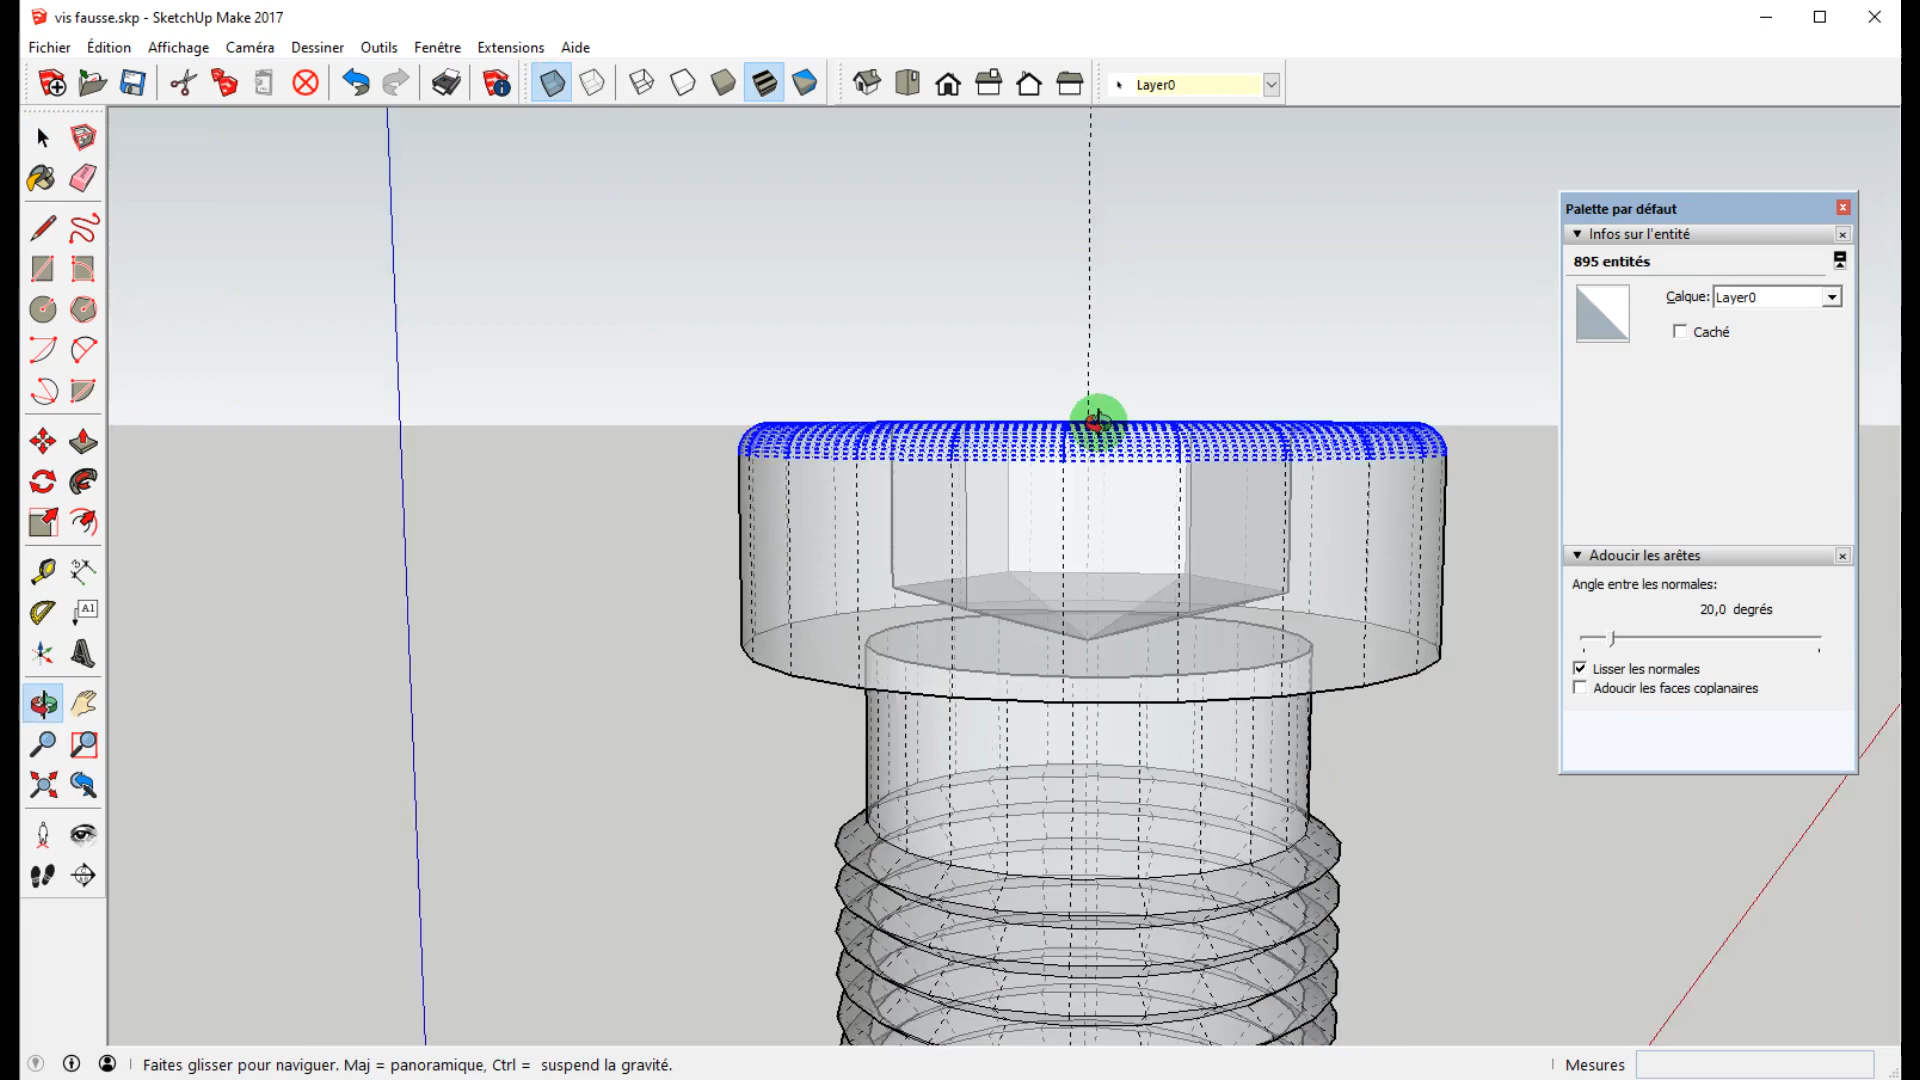 vis fausse.skp - SketchUp Make 2017
Fichier Édition Affichage Caméra Dessiner Outils Fenêtre Extensions Aide
Layer0
Palette par défaut
Infos sur l'entité
895 entités
Calque: Layer0
Caché
A1
Adoucir les arêtes
Angle entre les normales:
20,0 degrés
Lisser les normales
Adoucir les faces coplanaires
Faites glisser pour naviguer. Maj = panoramique, Ctrl = suspend la gravité.
Mesures